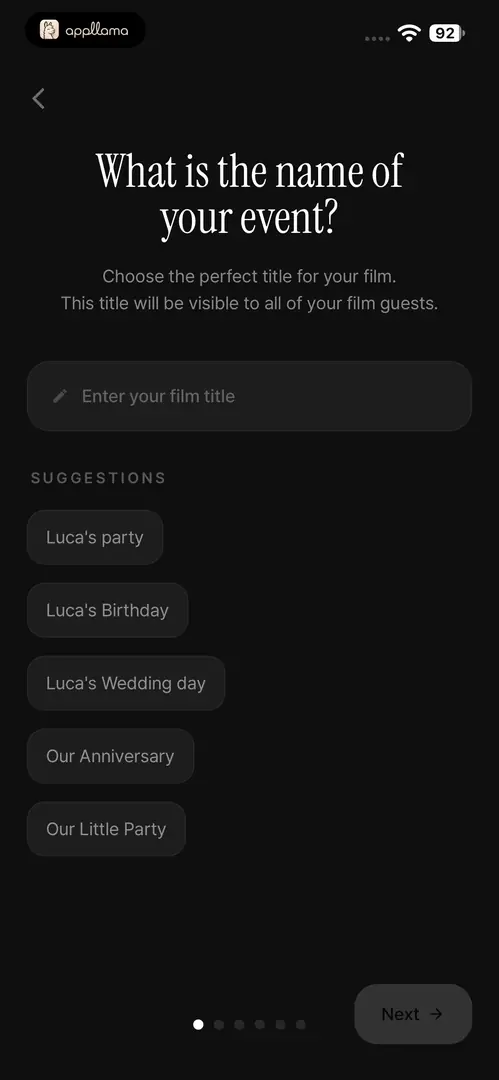 appllama
92
What is the name of
your event?
Choose the perfect title for your film.
This title will be visible to all of your film guests.
Enter your film title
SUGGESTIONS
Luca's party
Luca's Birthday
Luca's Wedding day
Our Anniversary
Our Little Party
Next →